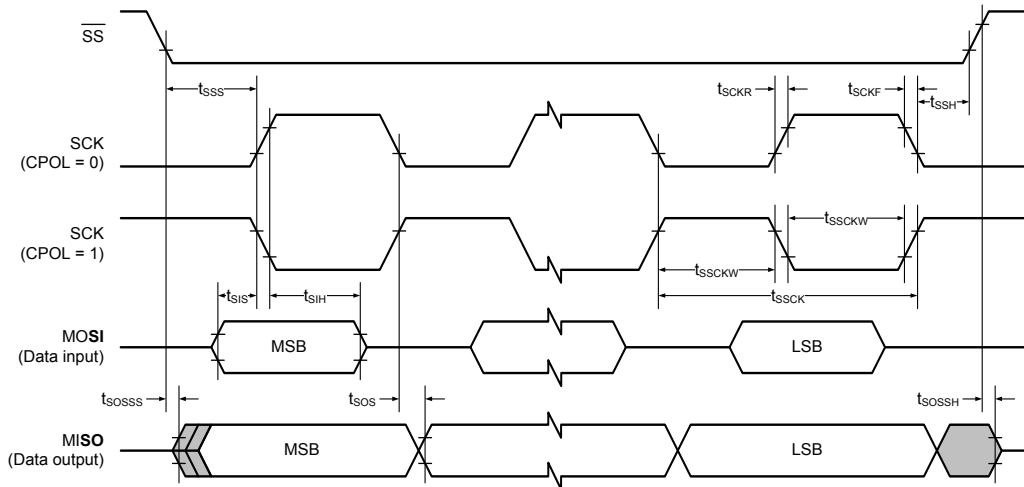 SS
tSSS
tSCKR
tSCKF
tSSH
SCK
(CPOL = 0)
SCK
(CPOL = 1)
tSSCKW
tSSCKW
tSSCK
tSIS
tSIH
MOSI
(Data input)
MSB
LSB
tSOSSS
tSOS
tSOSSH
MISO
(Data output)
MSB
LSB